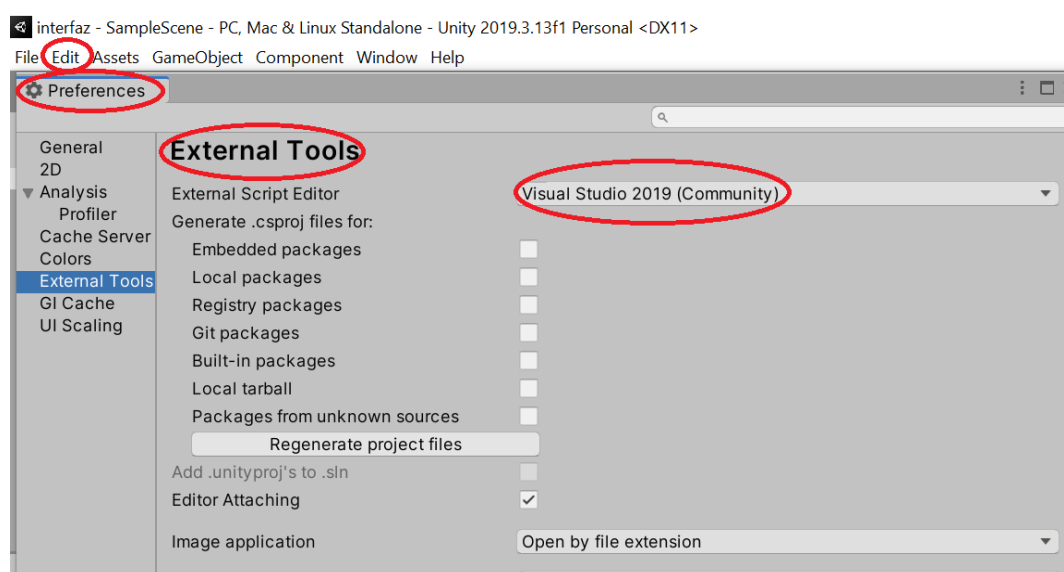 interfaz - SampleScene - PC, Mac & Linux Standalone - Unity 2019.3.13f1 Personal <DX11>
File Edit Assets GameObject Component Window Help
Preferences
General
2D
Analysis
Profiler
Cache Server
Colors
External Tools
GI Cache
UI Scaling
External Tools
External Script Editor Visual Studio 2019 (Community)
Generate .csproj files for:
Embedded packages
Local packages
Registry packages
Git packages
Built-in packages
Local tarball
Packages from unknown sources
Regenerate project files
Add .unityproj's to .sln
Editor Attaching
Image application Open by file extension